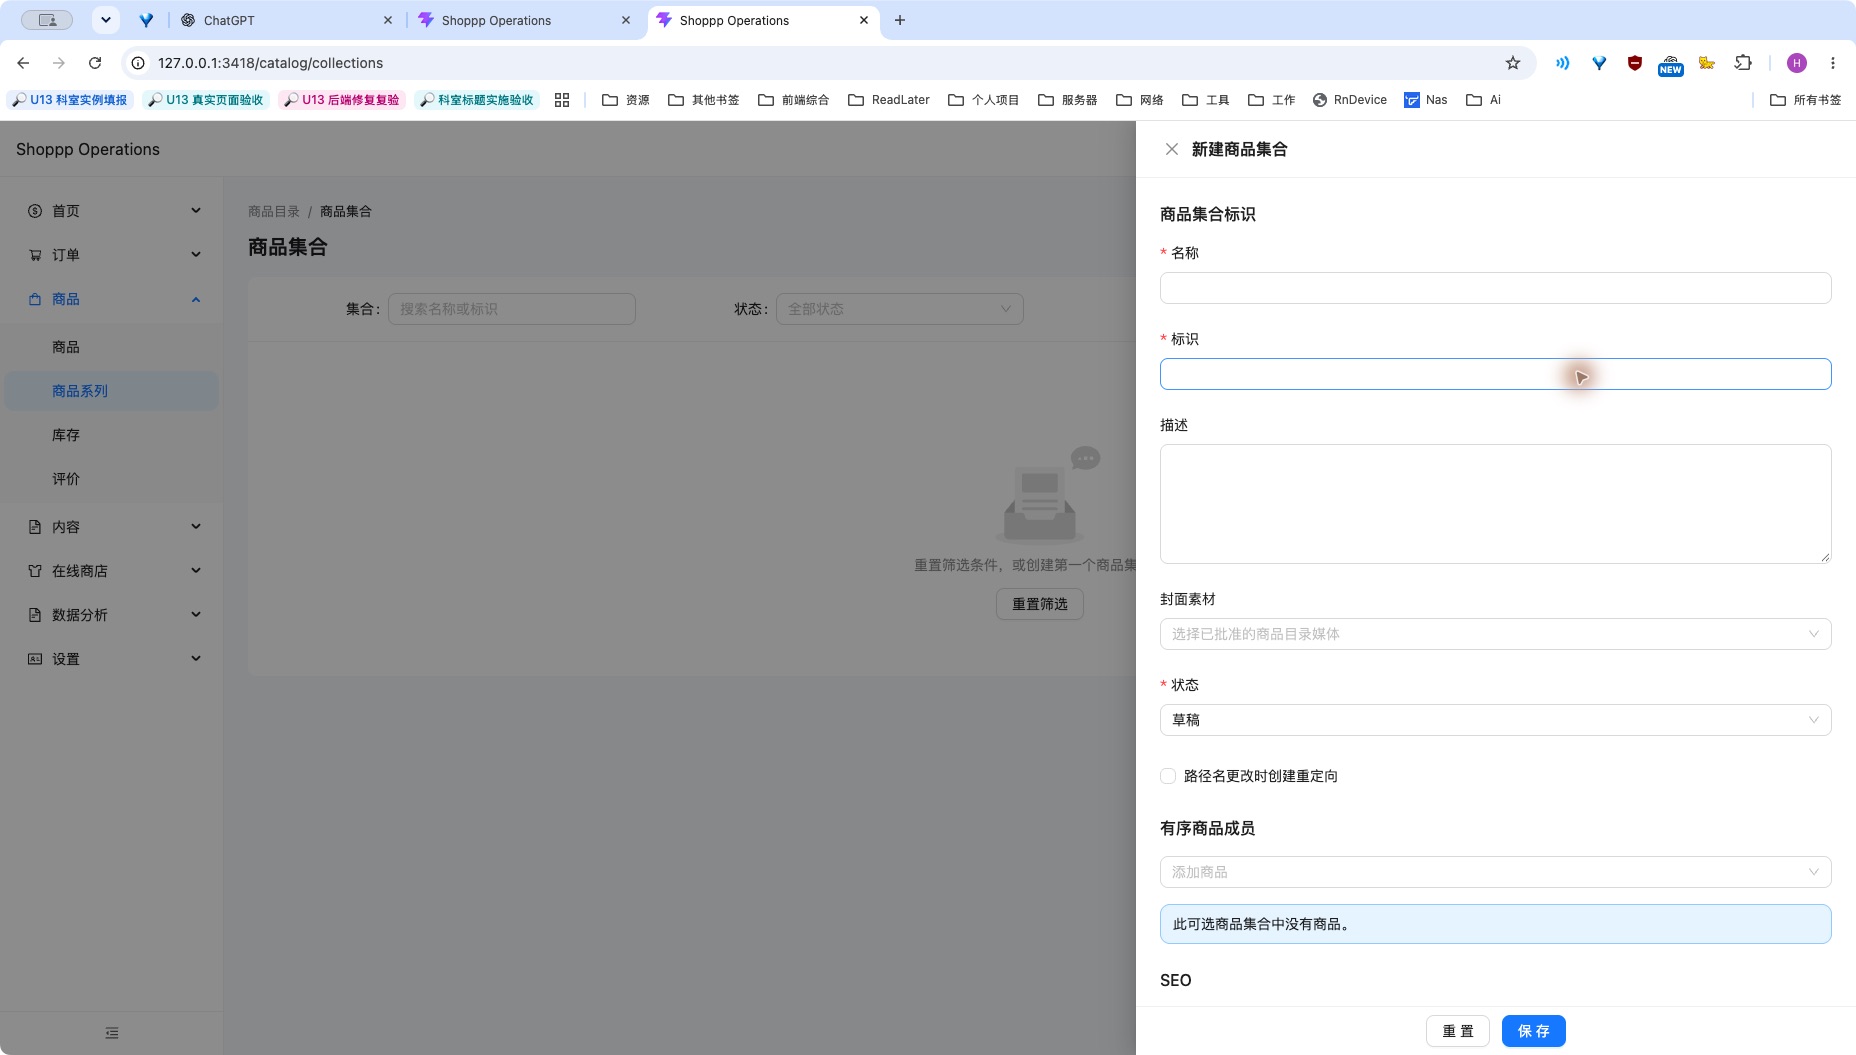 ChatGPT
Shoppp Operations
Shoppp Operations
127.0.0.1:3418/catalog/collections
NEW
H
U13 科室实例填报
U13 真实页面验收
U13 后端修复复验
科室标题实施验收
资源
其他书签
前端综合
ReadLater
个人项目
服务器
网络
工具
工作
RnDevice
Nas
Ai
所有书签
Shoppp Operations
首页
订单
商品
商品
商品系列
库存
评价
内容
在线商店
数据分析
设置
商品目录 / 商品集合
商品集合
集合: 搜索名称或标识
状态: 全部状态
重置筛选条件，或创建第一个商品集
重置筛选
新建商品集合
商品集合标识
* 名称
* 标识
描述
封面素材
选择已批准的商品目录媒体
* 状态
草稿
路径名更改时创建重定向
有序商品成员
添加商品
此可选商品集合中没有商品。
SEO
重 置
保 存